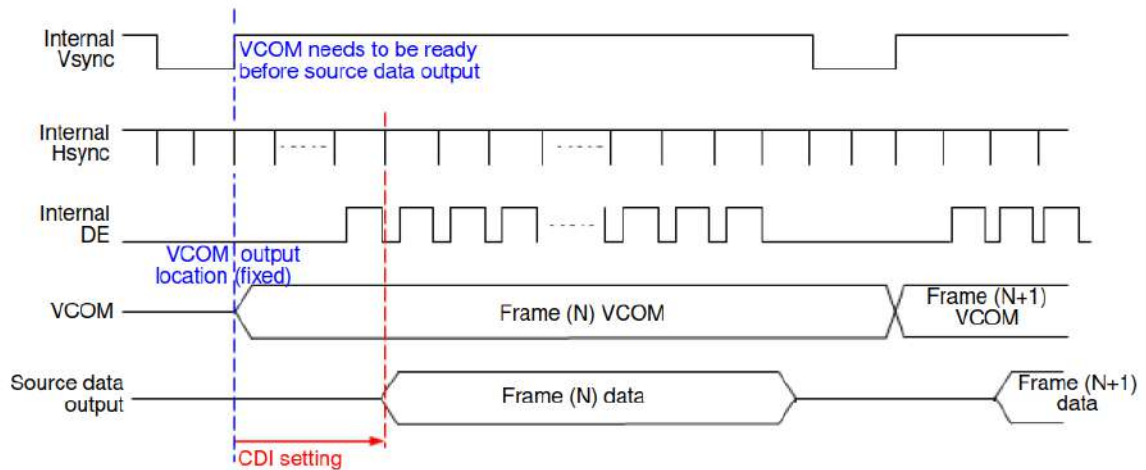 Internal
Vsync
VCOM needs to be ready
before source data output
Internal
Hsync
Internal
DE
VCOM output
location (fixed)
VCOM
Frame (N) VCOM
Frame (N+1)
VCOM
Source data
output
Frame (N) data
Frame (N+1)
data
CDI setting